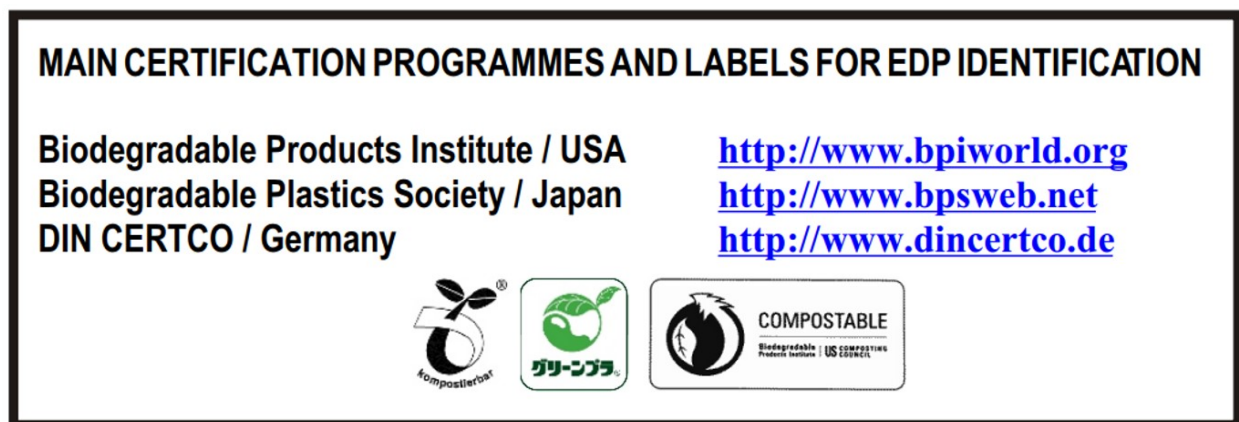 MAIN CERTIFICATION PROGRAMMES AND LABELS FOR EDP IDENTIFICATION
Biodegradable Products Institute / USA http://www.bpiworld.org
Biodegradable Plastics Society / Japan http://www.bpsweb.net
DIN CERTCO / Germany http://www.dincertco.de
®
kompostierbar
グリーンプラ
COMPOSTABLE
Biodegradable Products Institute | US COMPOSTING COUNCIL